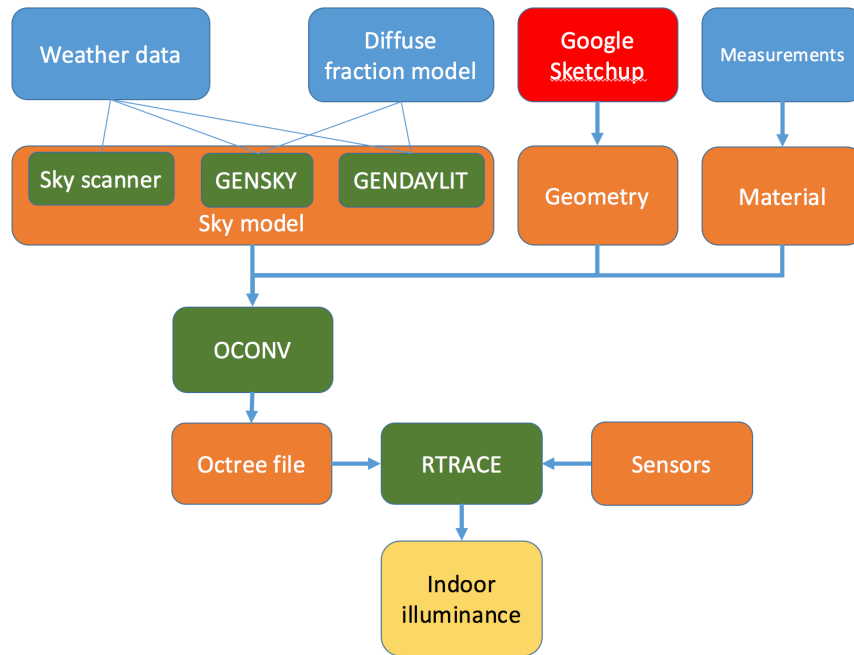 Weather data
Diffuse
fraction model
Google
Sketchup
Measurements
Sky scanner
GENSKY
GENDAYLIT
Sky model
Geometry
Material
OCONV
Octree file
RTRACE
Sensors
Indoor
illuminance